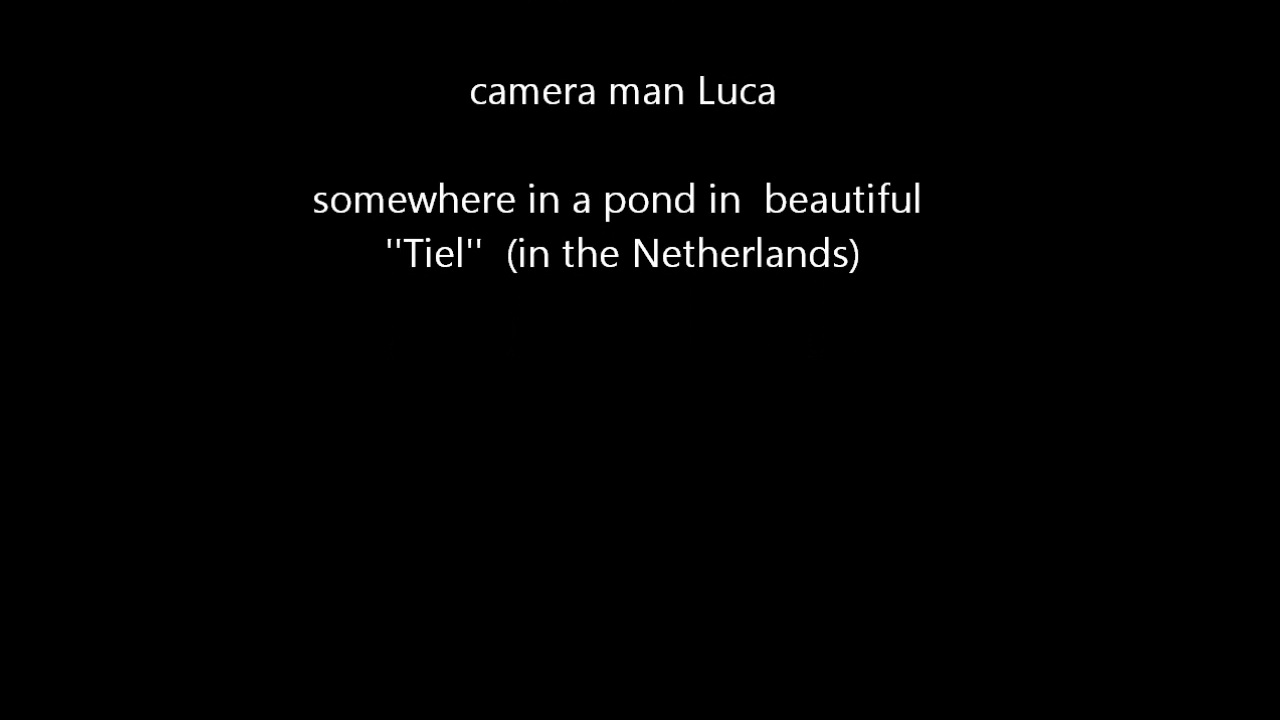 camera man Luca
somewhere in a pond in  beautiful
''Tiel''  (in the Netherlands)